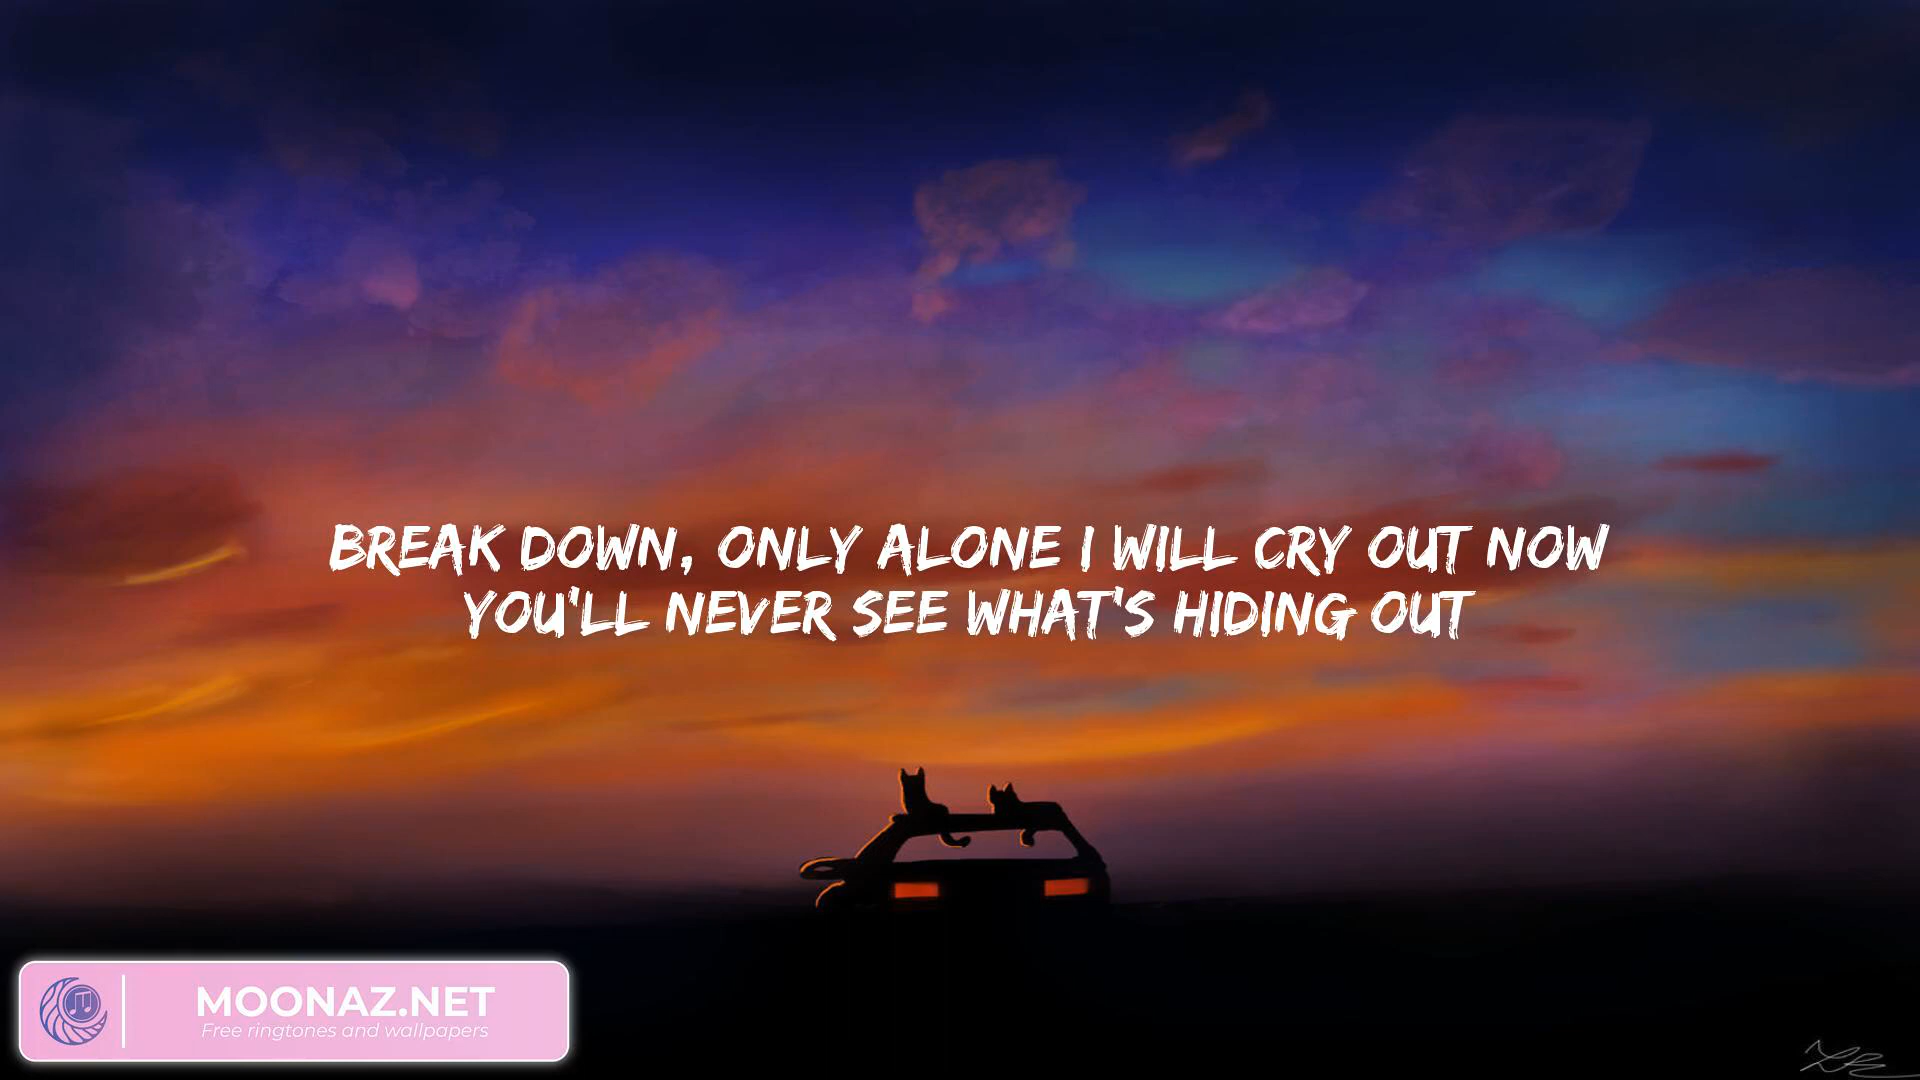 BREAK DOWN, ONLY ALONE I WILL CRY OUT NOW
YOU'LL NEVER SEE WHAT'S HIDING OUT
MOONAZ.NET
Free ringtones and wallpapers